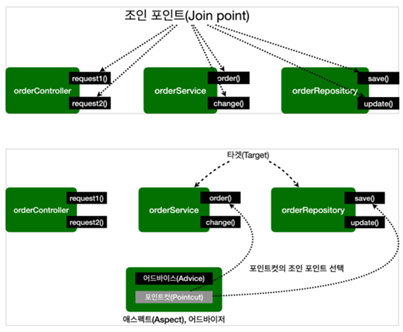 조인 포인트(Join point)
orderController
request1()
request2()
orderService
order()
change()
orderRepository
save()
update()
타겟(Target)
orderController
request1()
request2()
orderService
order()
change()
orderRepository
save()
update()
포인트컷의 조인 포인트 선택
어드바이스(Advice)
포인트컷(Pointcut)
애스펙트(Aspect), 어드바이저